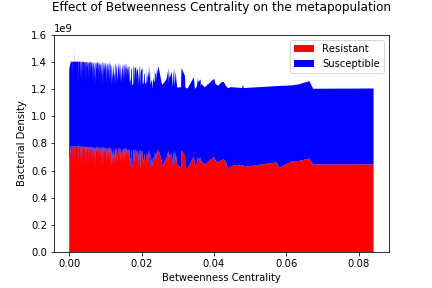 Effect of Betweenness Centrality on the metapopulation
1e9
1.6
1.4
1.2
1.0
0.8
0.6
0.4
0.2
0.0
Bacterial Density
Resistant
Susceptible
0.00 0.02 0.04 0.06 0.08
Betweenness Centrality